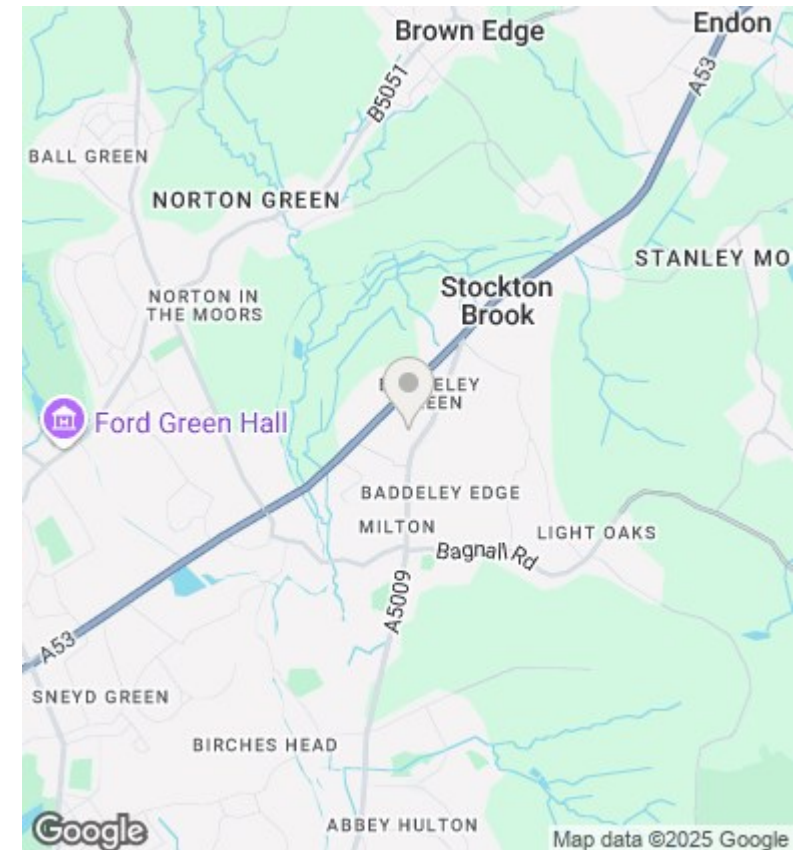 Brown Edge
Endon
A53
B5051
BALL GREEN
NORTON GREEN
STANLEY MO
Stockton
Brook
NORTON IN
THE MOORS
GREEN
Ford Green Hall
BADDELEY EDGE
MILTON
LIGHT OAKS
Bagnall Rd
A5009
A53
SNEYD GREEN
BIRCHES HEAD
ABBEY HULTON
Google
Map data ©2025 Google